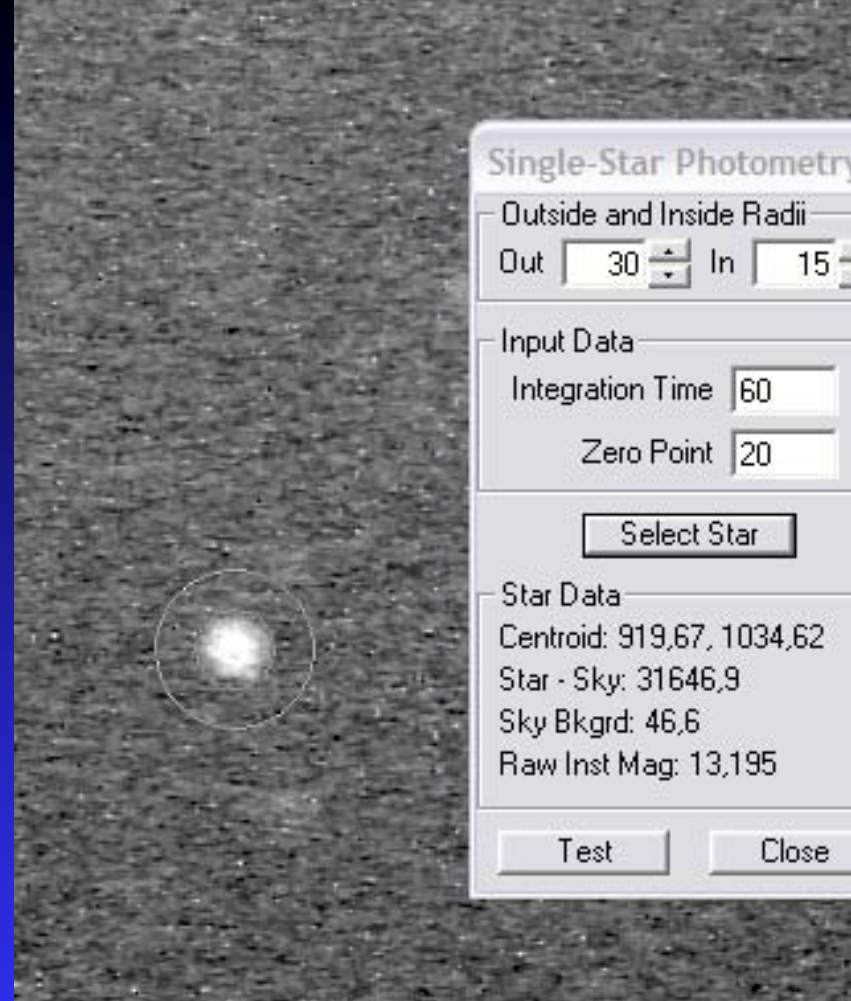 Single-Star Photometry
Outside and Inside Radii
Out 30 In 15
Input Data
Integration Time 60
Zero Point 20
Select Star
Star Data
Centroid: 919,67, 1034,62
Star - Sky: 31646,9
Sky Bkgrd: 46,6
Raw Inst Mag: 13,195
Test Close